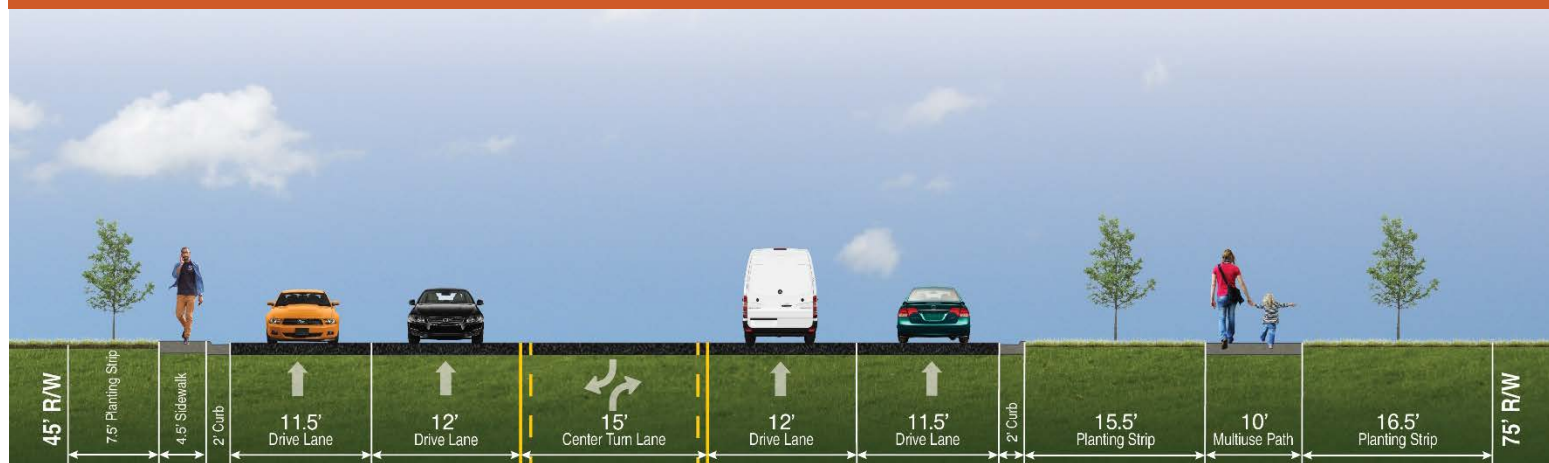 45' R/W
7.5' Planting Strip
4.5' Sidewalk
2' Curb
11.5'
Drive Lane
12'
Drive Lane
15'
Center Turn Lane
12'
Drive Lane
11.5'
Drive Lane
2' Curb
15.5'
Planting Strip
10'
Multiuse Path
16.5'
Planting Strip
75' R/W